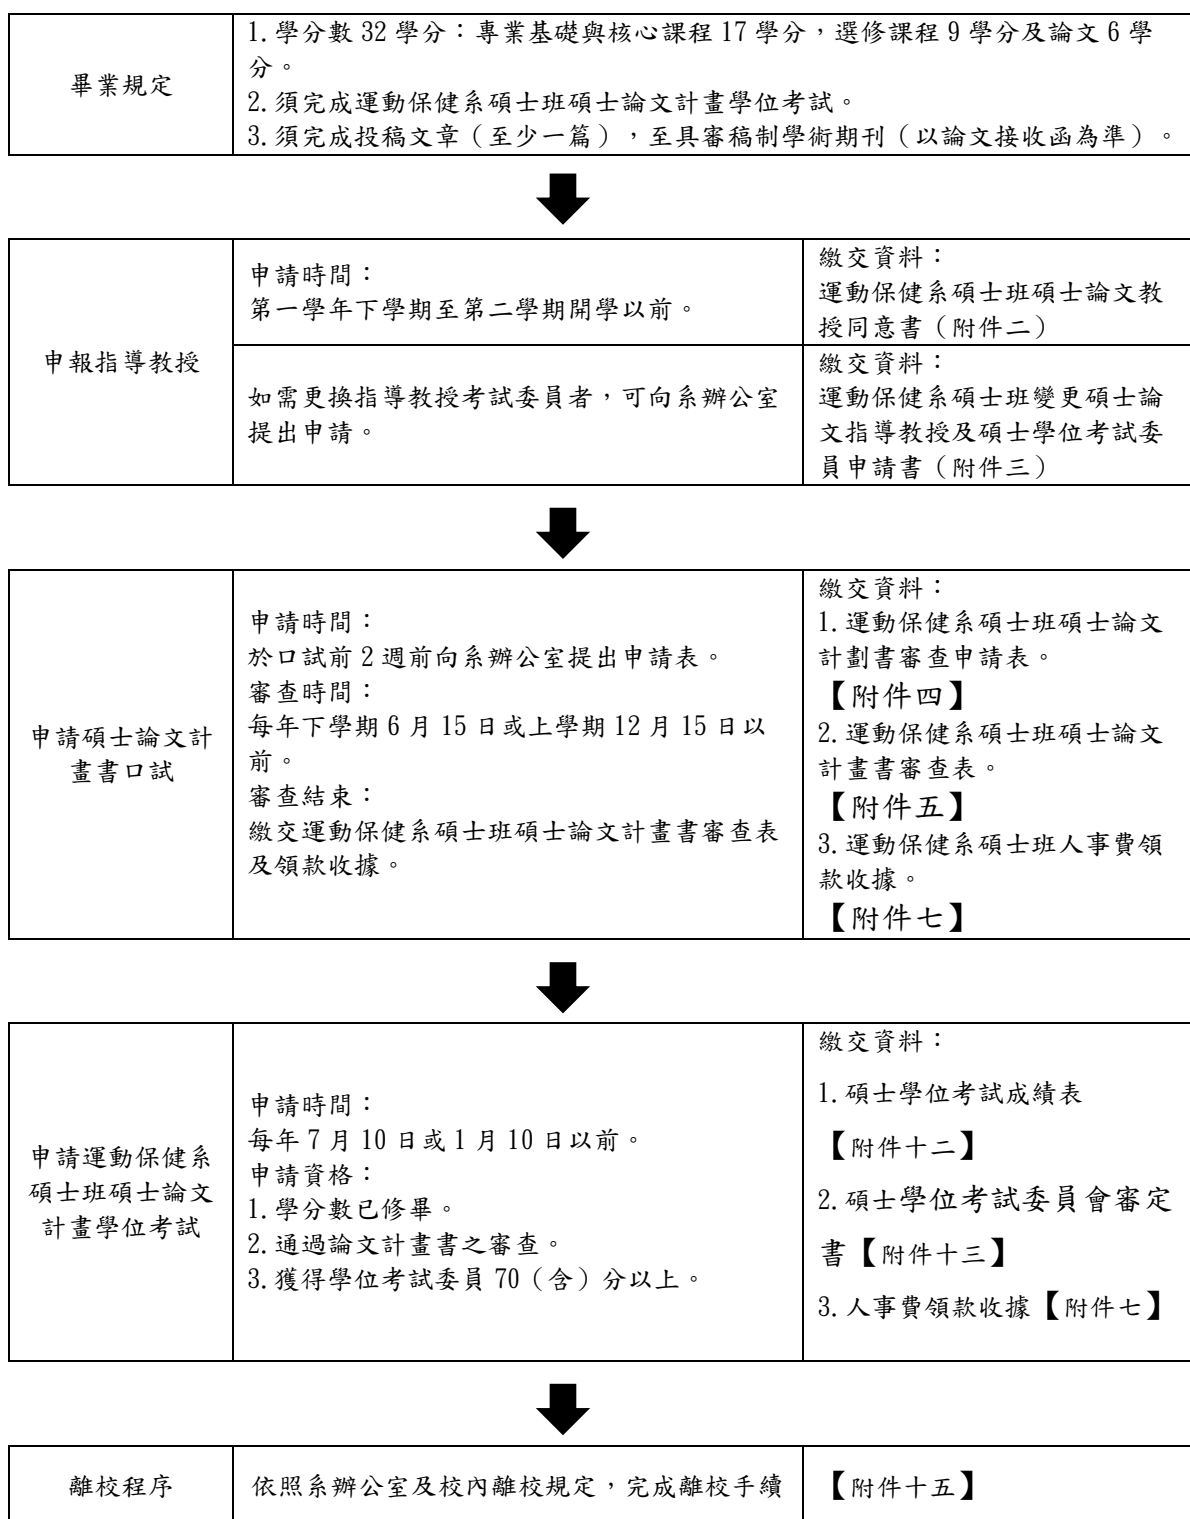 畢業規定
1.學分數 32 學分：專業基礎與核心課程 17 學分，選修課程 9 學分及論文 6 學
分。
2.須完成運動保健系碩士班碩士論文計畫學位考試。
3.須完成投稿文章（至少一篇），至具審稿制學術期刊（以論文接收函為準）。
申報指導教授
申請時間：
第一學年下學期至第二學期開學以前。
繳交資料：
運動保健系碩士班碩士論文教
授同意書（附件二）
如需更換指導教授考試委員者，可向系辦公室
提出申請。
繳交資料：
運動保健系碩士班變更碩士論
文指導教授及碩士學位考試委
員申請書（附件三）
申請碩士論文計
畫書口試
申請時間：
於口試前 2 週前向系辦公室提出申請表。
審查時間：
每年下學期 6 月 15 日或上學期 12 月 15 日以
前。
審查結束：
繳交運動保健系碩士班碩士論文計畫書審查表
及領款收據。
繳交資料：
1.運動保健系碩士班碩士論文
計劃書審查申請表。
【附件四】
2.運動保健系碩士班碩士論文
計畫書審查表。
【附件五】
3.運動保健系碩士班人事費領
款收據。
【附件七】
申請運動保健系
碩士班碩士論文
計畫學位考試
申請時間：
每年 7 月 10 日或 1 月 10 日以前。
申請資格：
1.學分數已修畢。
2.通過論文計畫書之審查。
3.獲得學位考試委員 70（含）分以上。
繳交資料：
1.碩士學位考試成績表
【附件十二】
2.碩士學位考試委員會審定
書【附件十三】
3.人事費領款收據【附件七】
離校程序
依照系辦公室及校內離校規定，完成離校手續
【附件十五】